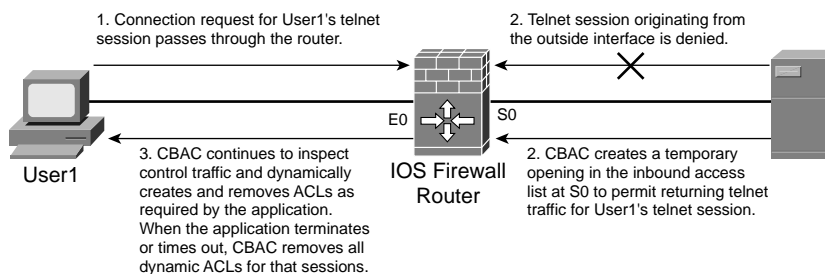 1. Connection request for User1's telnet
session passes through the router.
2. Telnet session originating from
the outside interface is denied.
E0
S0
User1
3. CBAC continues to inspect
control traffic and dynamically
creates and removes ACLs as
required by the application.
When the application terminates
or times out, CBAC removes all
dynamic ACLs for that sessions.
IOS Firewall
Router
2. CBAC creates a temporary
opening in the inbound access
list at S0 to permit returning telnet
traffic for User1's telnet session.